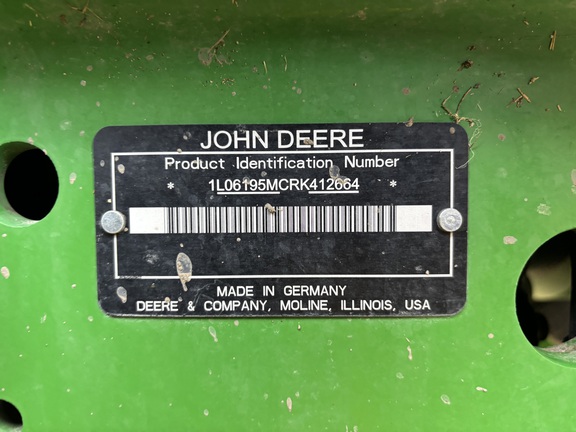 JOHN DEERE
Product Identification Number
* 1L06195MCRK412664 *
MADE IN GERMANY
DEERE & COMPANY, MOLINE, ILLINOIS, USA